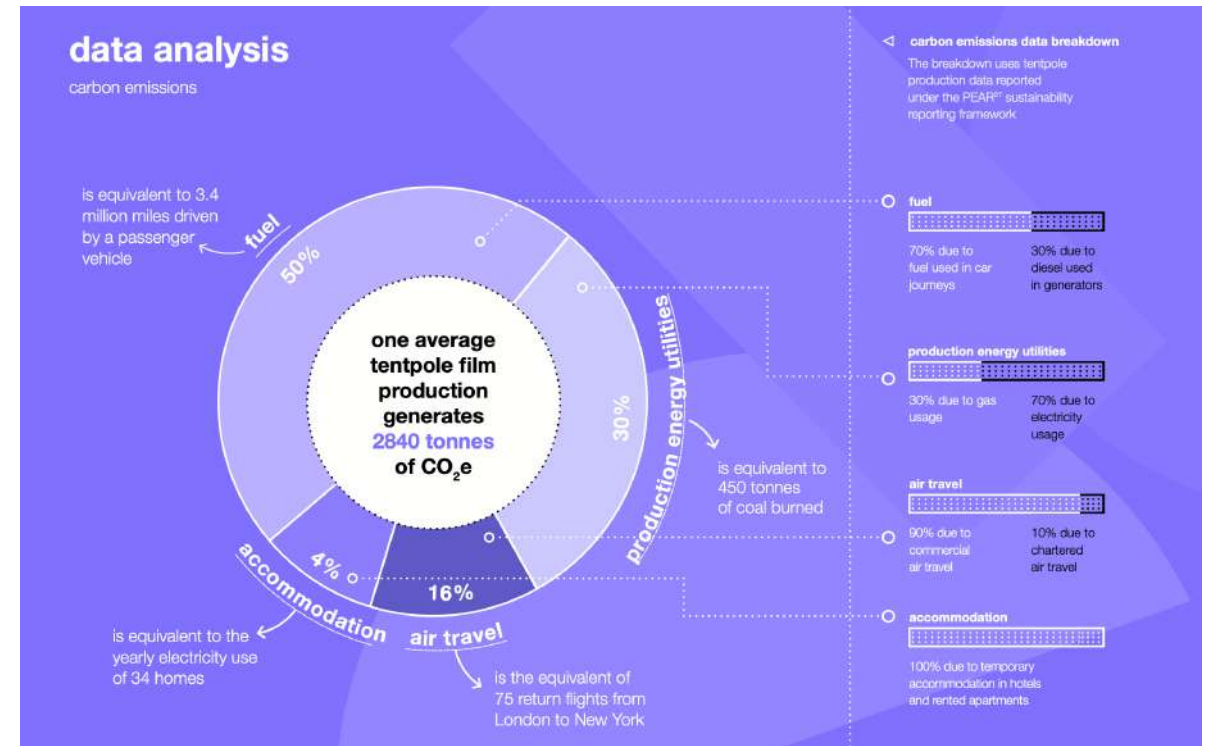 data analysis
carbon emissions
is equivalent to 3.4
million miles driven
by a passenger
vehicle
fuel
50%
one average
tentpole film
production
generates
2840 tonnes
of CO₂e
30%
production energy utilities
is equivalent to
450 tonnes
of coal burned
4%
accommodation
is equivalent to the
yearly electricity use
of 34 homes
16%
air travel
is the equivalent of
75 return flights from
London to New York
carbon emissions data breakdown
The breakdown uses tentpole
production data reported
under the PEAR sustainability
reporting framework
fuel
70% due to
fuel used in car
journeys
30% due to
diesel used
in generators
production energy utilities
30% due to gas
usage
70% due to
electricity
usage
air travel
90% due to
commercial
air travel
10% due to
chartered
air travel
accommodation
100% due to temporary
accommodation in hotels
and rented apartments